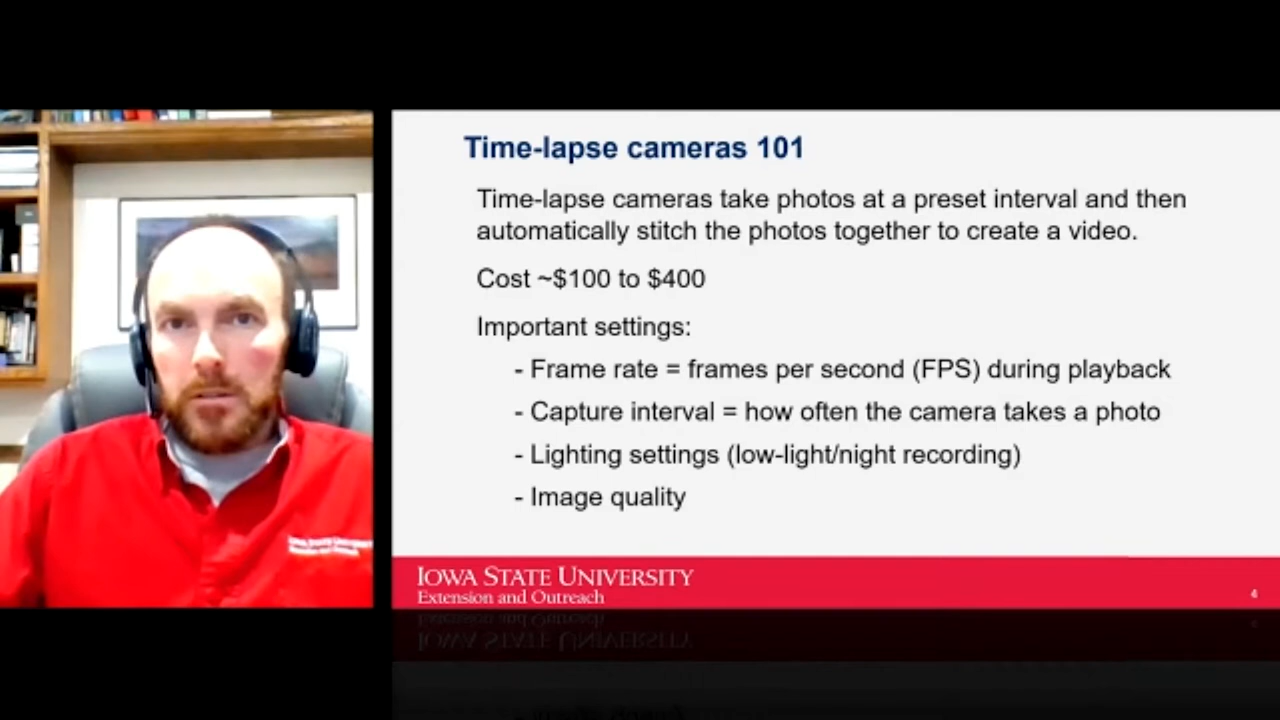 Time-lapse cameras 101
Time-lapse cameras take photos at a preset interval and then
automatically stitch the photos together to create a video.
Cost ~$100 to $400
Important settings:
- Frame rate = frames per second (FPS) during playback
- Capture interval = how often the camera takes a photo
- Lighting settings (low-light/night recording)
- Image quality
IOWA STATE UNIVERSITY
Extension and Outreach
4